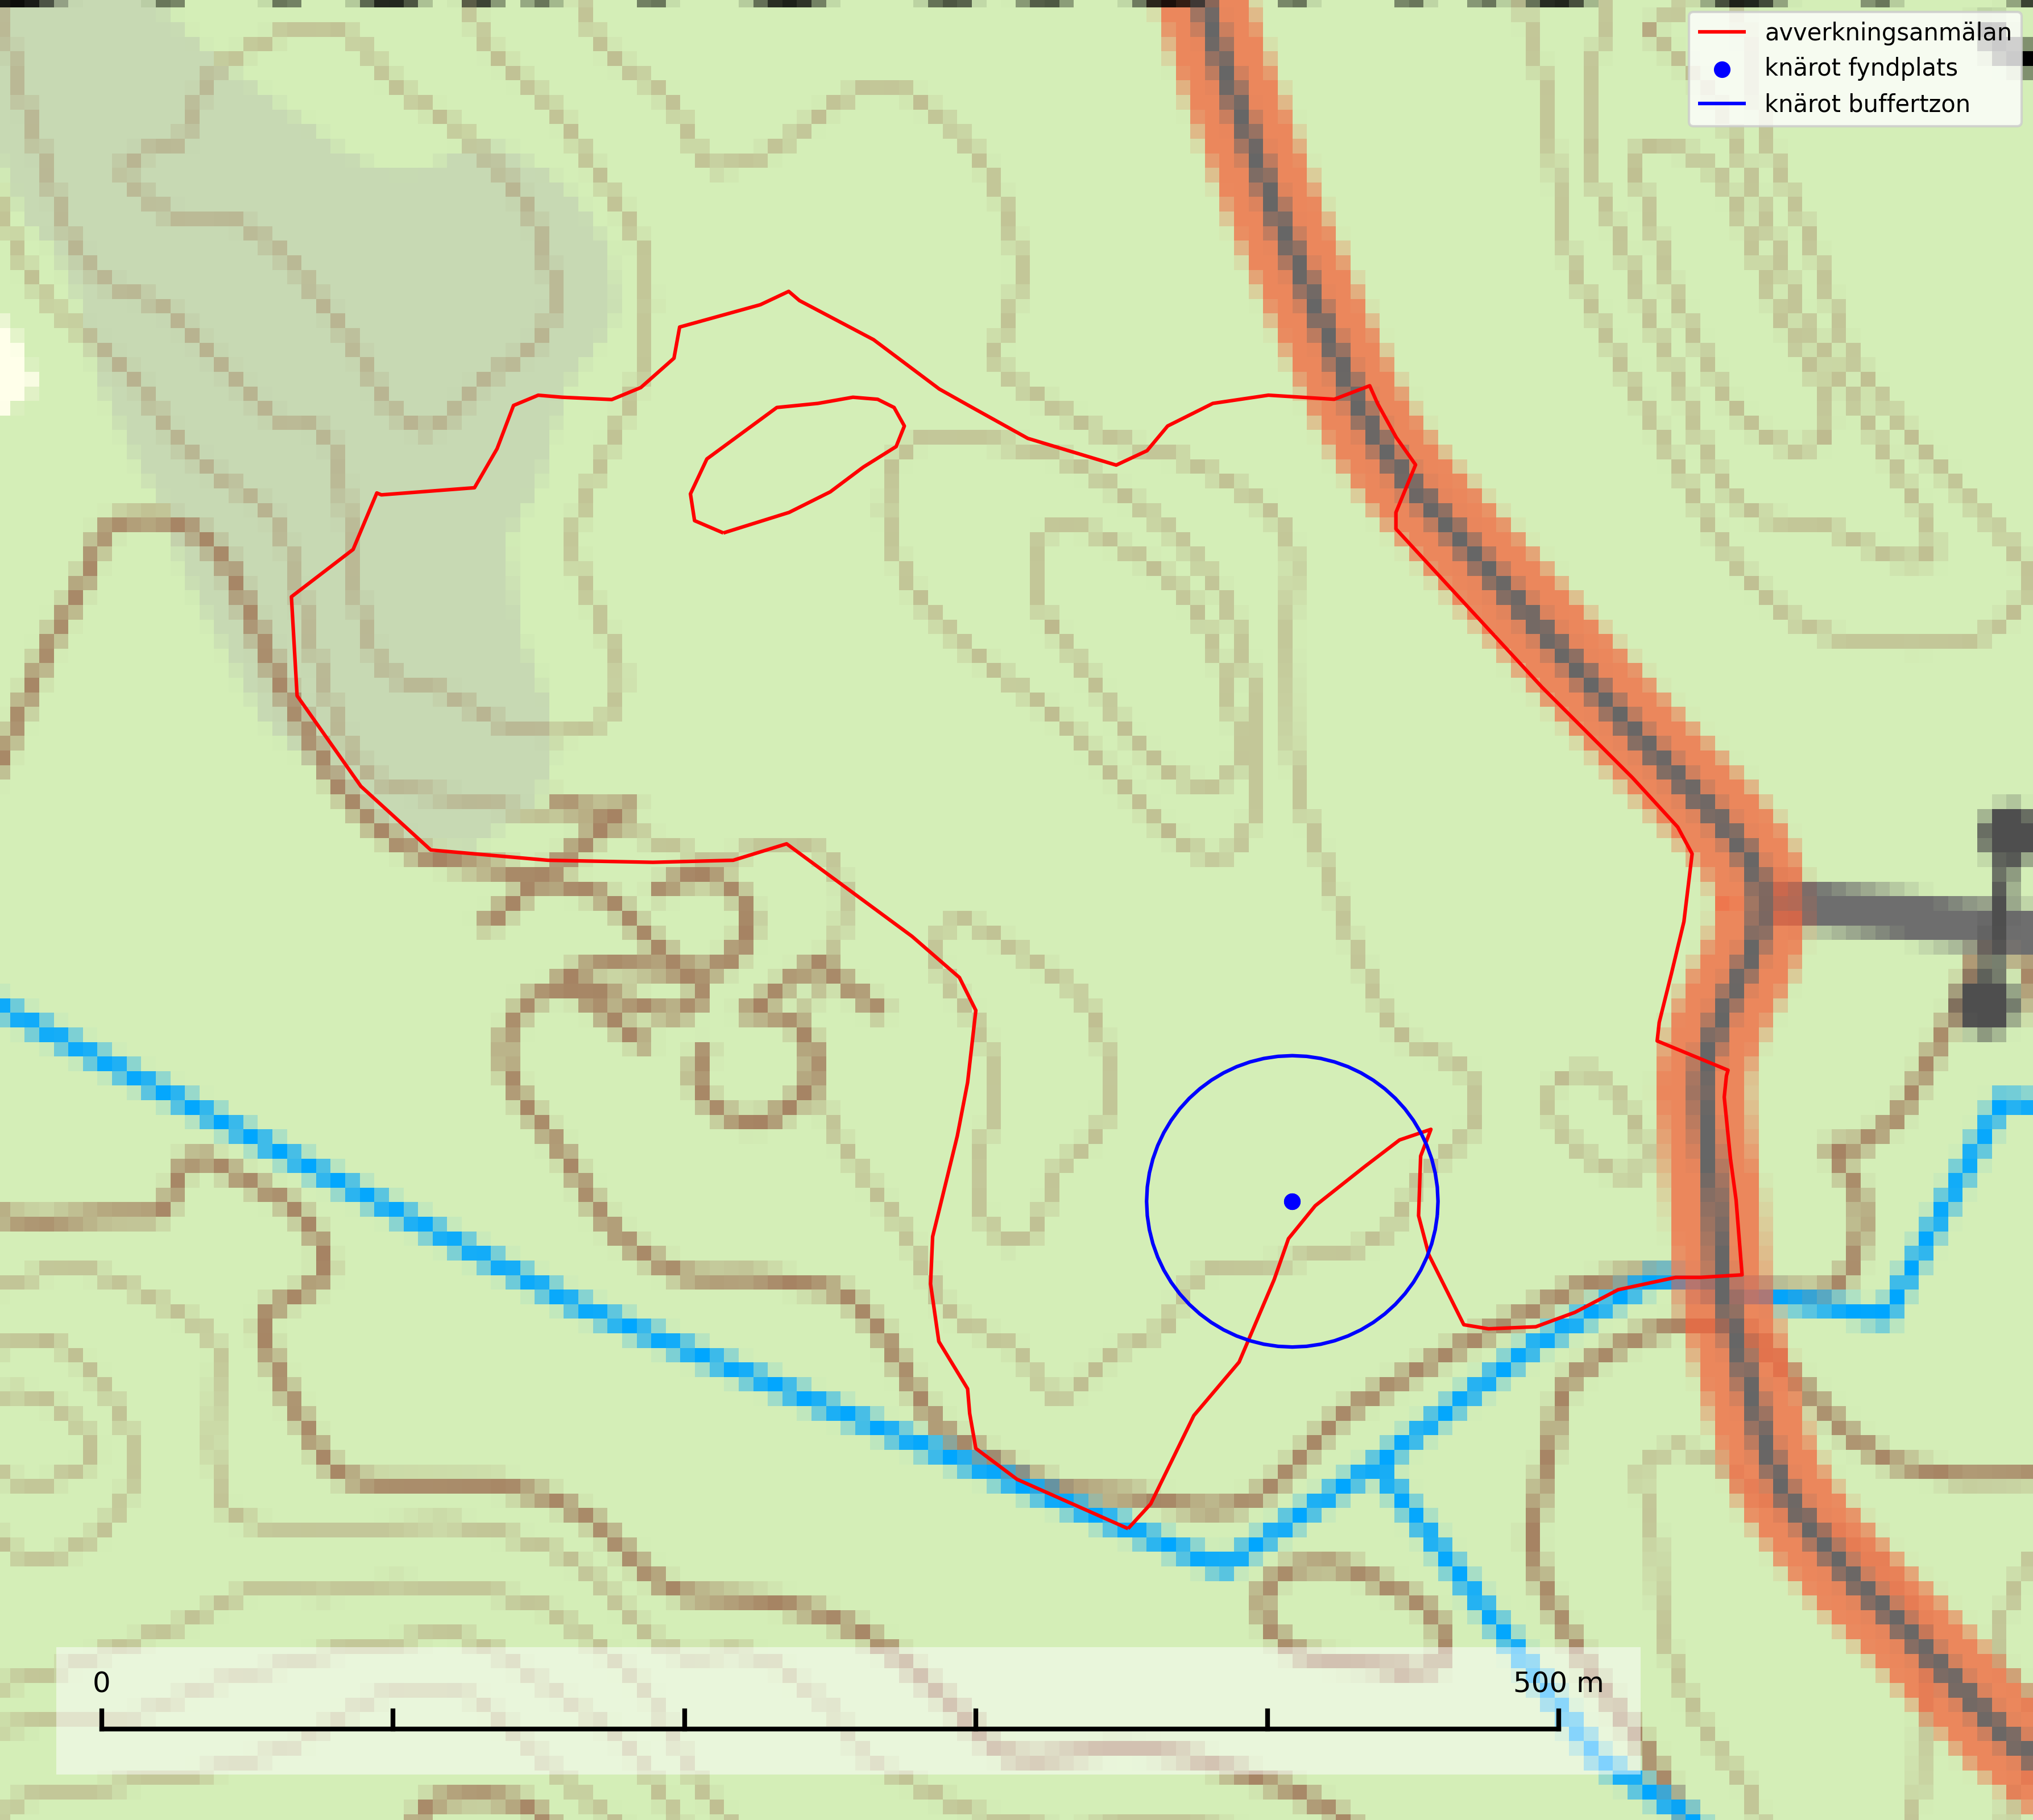 avverkningsanmälan
knärot fyndplats
knärot buffertzon
0 500 m